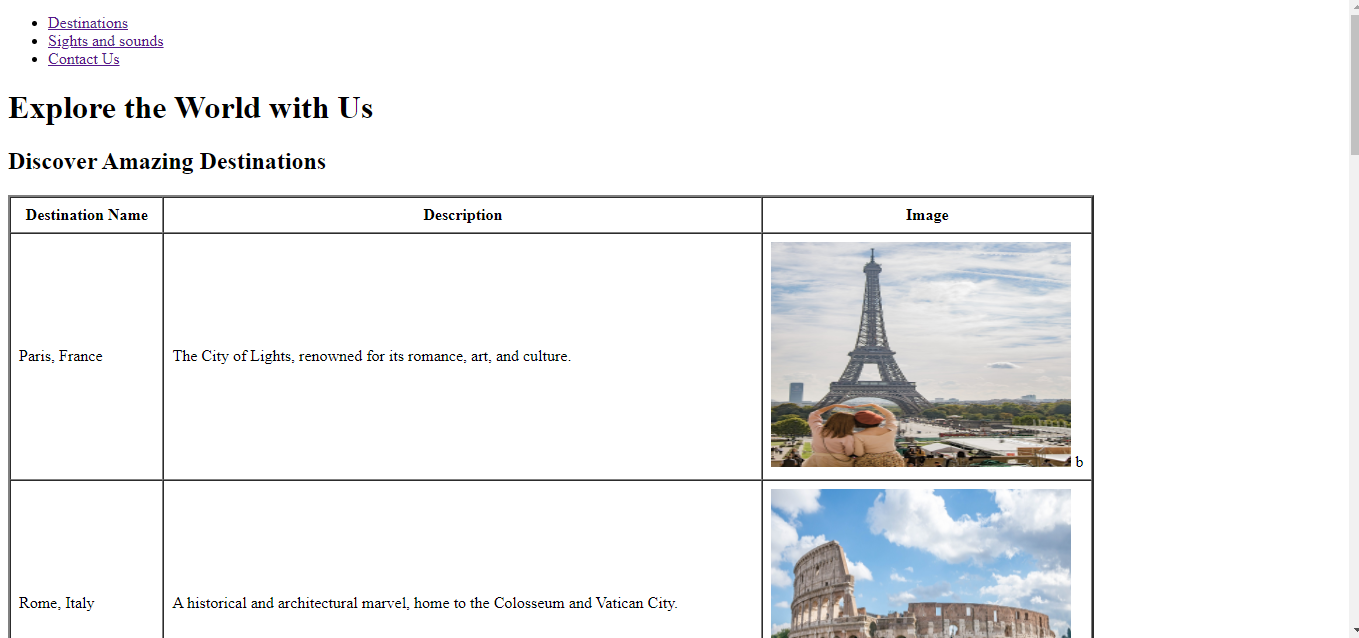 Destinations
Sights and sounds
Contact Us
Explore the World with Us
Discover Amazing Destinations
Destination Name Description Image
Paris, France The City of Lights, renowned for its romance, art, and culture.
b
Rome, Italy A historical and architectural marvel, home to the Colosseum and Vatican City.